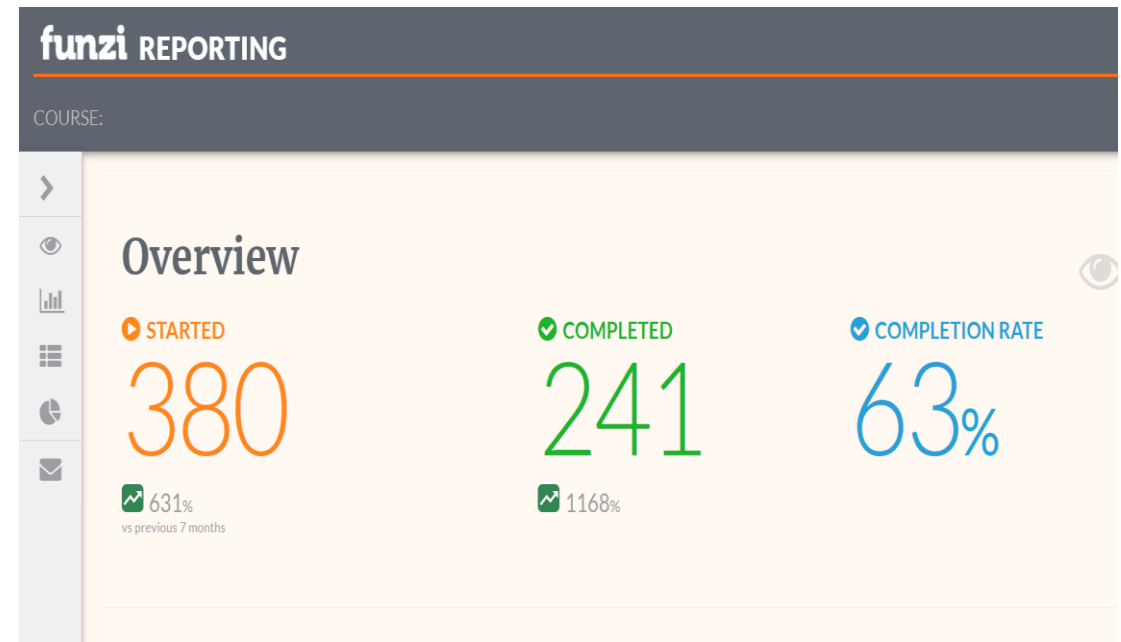 funzi REPORTING
COURSE:
Overview
STARTED
380
631%
vs previous 7 months
COMPLETED
241
1168%
COMPLETION RATE
63%